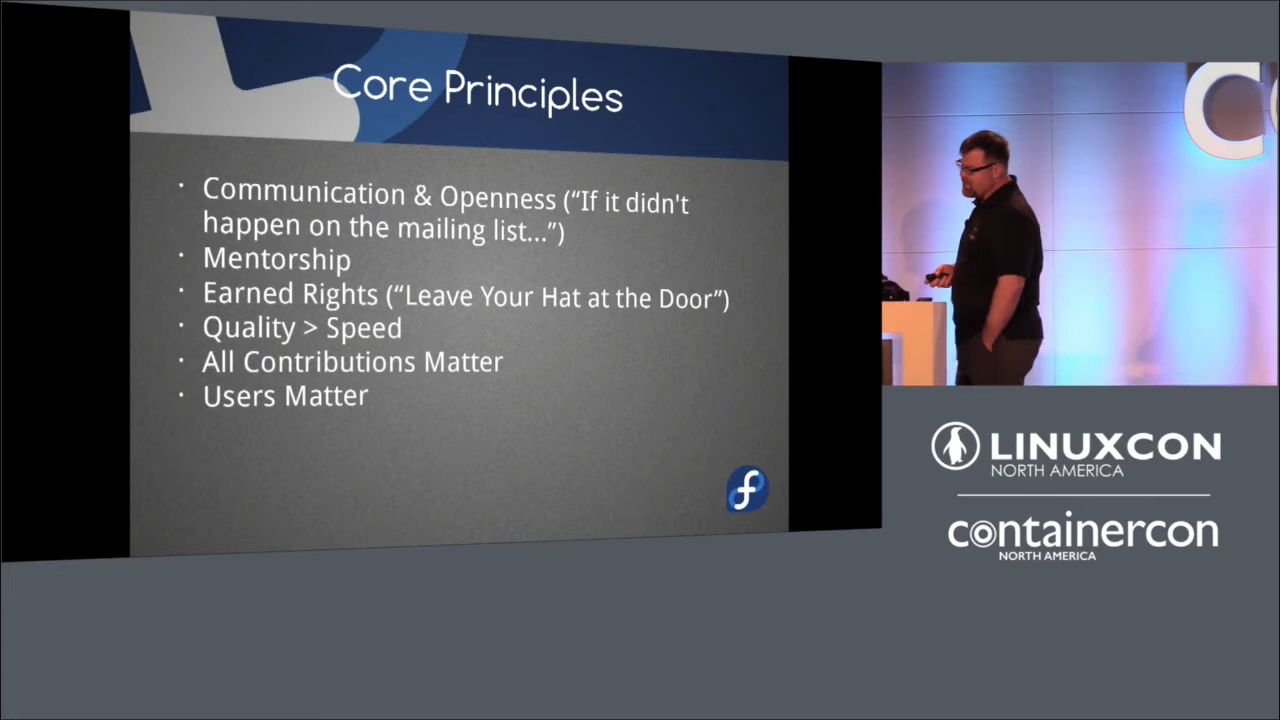 Core Principles
· Communication & Openness (“If it didn't
happen on the mailing list...”)
· Mentorship
· Earned Rights (“Leave Your Hat at the Door”)
· Quality > Speed
· All Contributions Matter
· Users Matter
LINUXCON
NORTH AMERICA
containercon
NORTH AMERICA